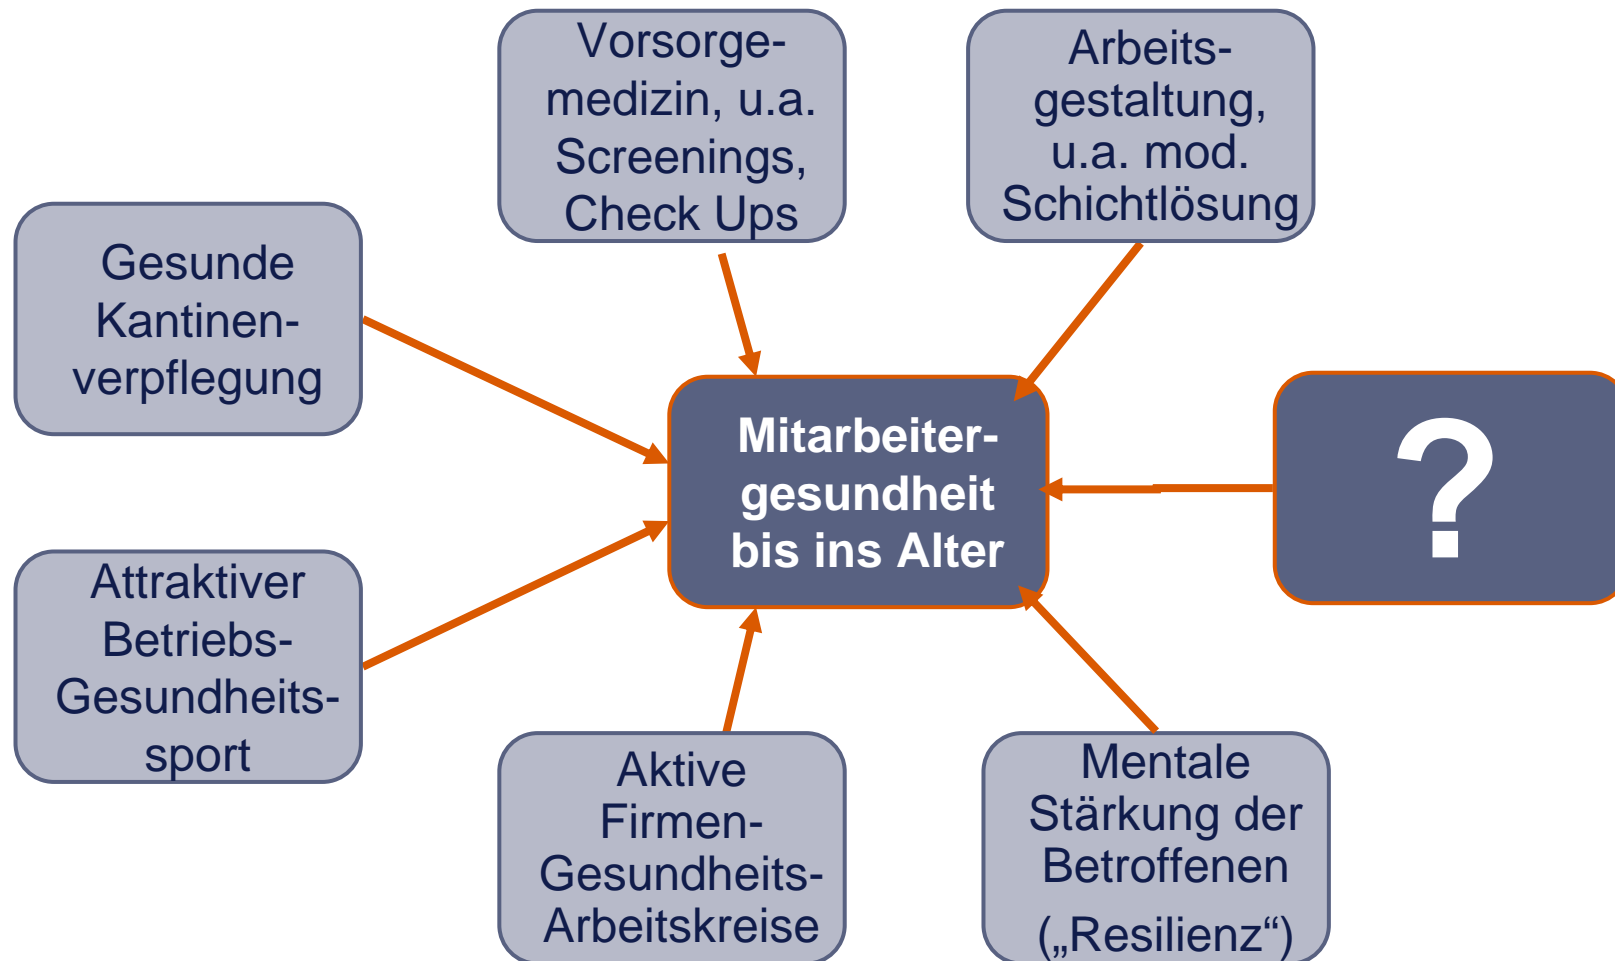 Vorsorge-
medizin, u.a.
Screenings,
Check Ups
Arbeits-
gestaltung,
u.a. mod.
Schichtlösung
Gesunde
Kantinen-
verpflegung
Mitarbeiter-
gesundheit
bis ins Alter
?
Attraktiver
Betriebs-
Gesundheits-
sport
Aktive
Firmen-
Gesundheits-
Arbeitskreise
Mentale
Stärkung der
Betroffenen
(„Resilienz“)